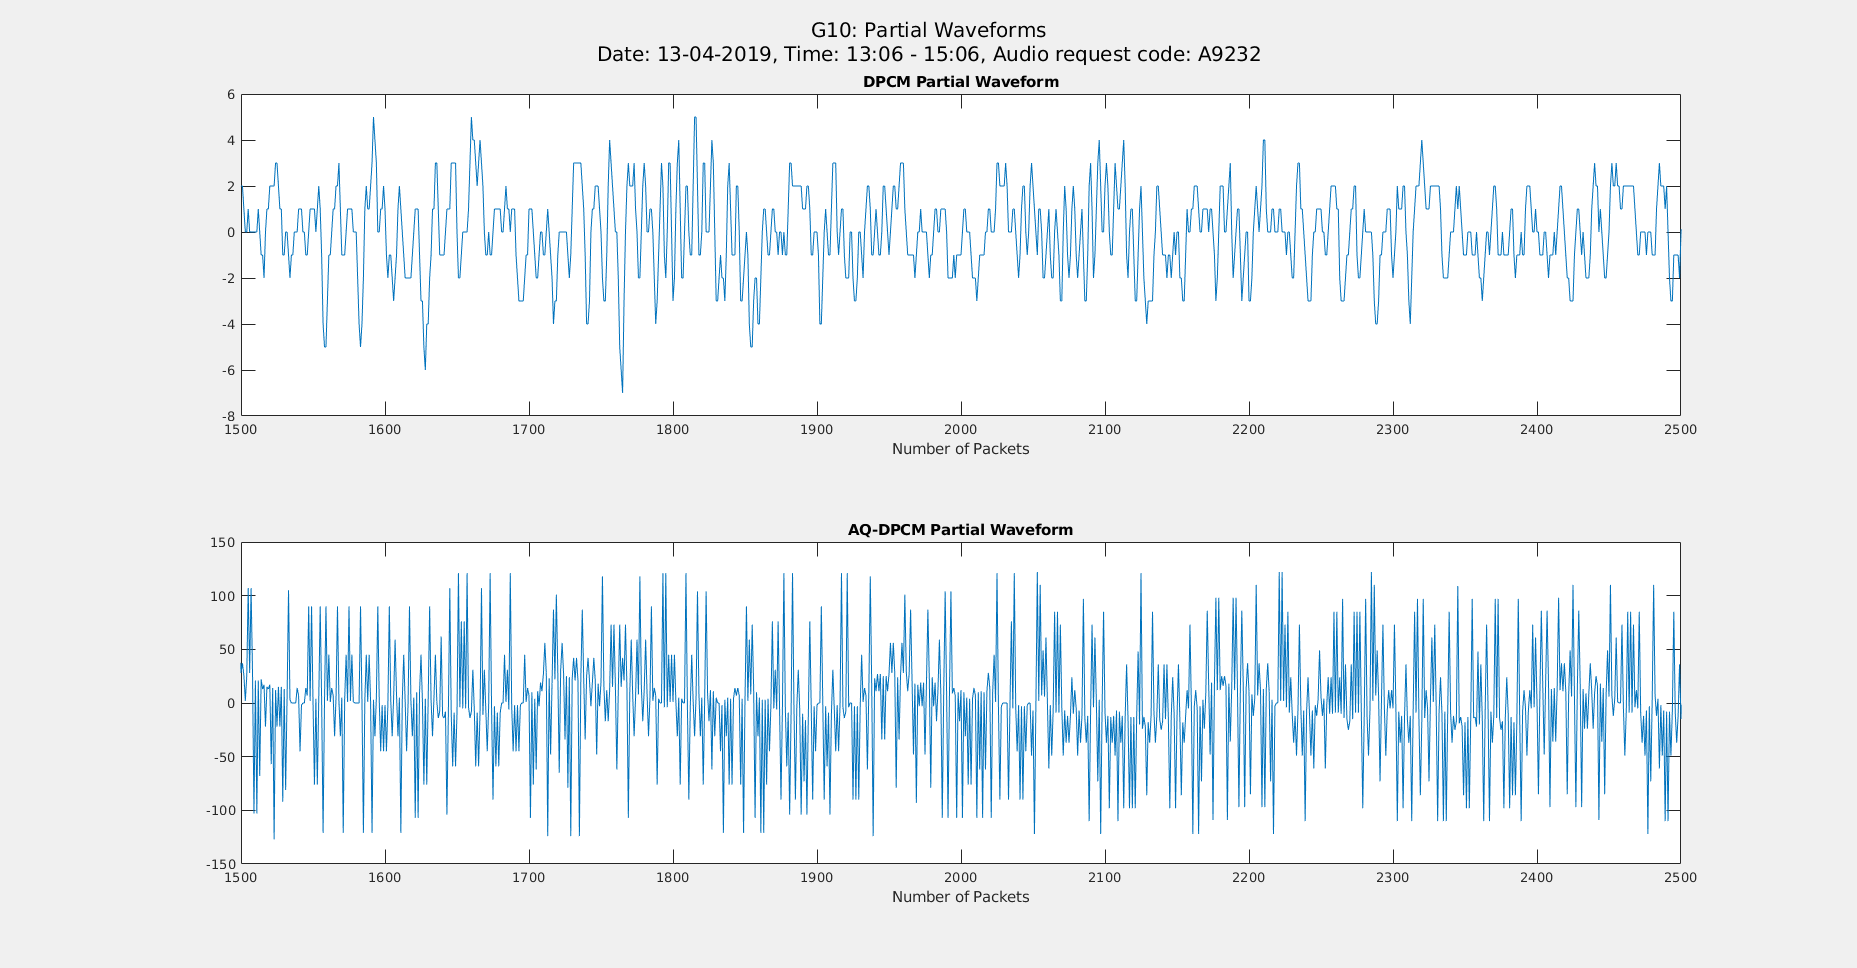 G10: Partial Waveforms
Date: 13-04-2019, Time: 13:06 - 15:06, Audio request code: A9232
DPCM Partial Waveform
6
4
2
0
-2
-4
-6
-8
1500 1600 1700 1800 1900 2000 2100 2200 2300 2400 2500
Number of Packets
AQ-DPCM Partial Waveform
150
100
50
0
-50
-100
-150
1500 1600 1700 1800 1900 2000 2100 2200 2300 2400 2500
Number of Packets